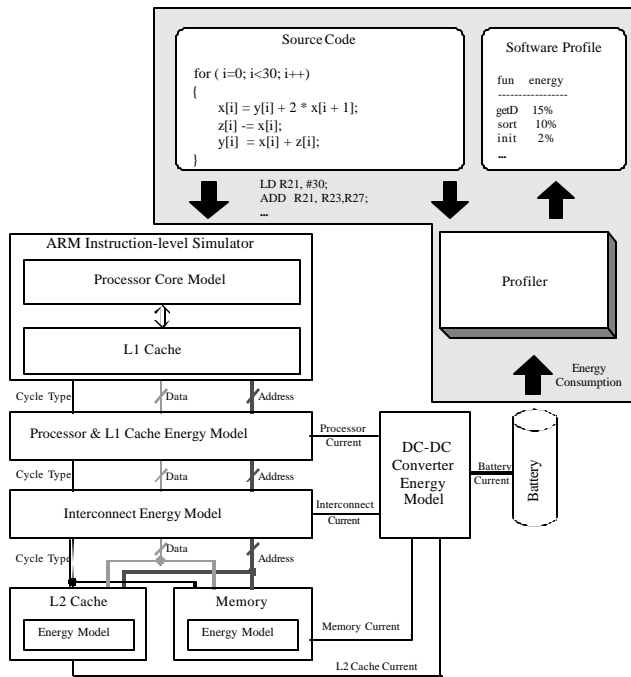 Source Code
for ( i=0; i<30; i++)
{
x[i] = y[i] + 2 * x[i + 1];
z[i] -= x[i];
y[i] = x[i] + z[i];
}
Software Profile
fun energy
-----------------
getD 15%
sort 10%
init 2%
...
LD R21, #30;
ADD R21, R23,R27;
...
ARM Instruction-level Simulator
Processor Core Model
L1 Cache
Profiler
Energy
Consumption
Cycle Type
Data
Address
Processor & L1 Cache Energy Model
Processor
Current
DC-DC
Converter
Energy
Model
Battery
Current
Battery
Cycle Type
Data
Address
Interconnect Energy Model
Interconnect
Current
Cycle Type
Data
Address
L2 Cache
Energy Model
Memory
Energy Model
Memory Current
L2 Cache Current